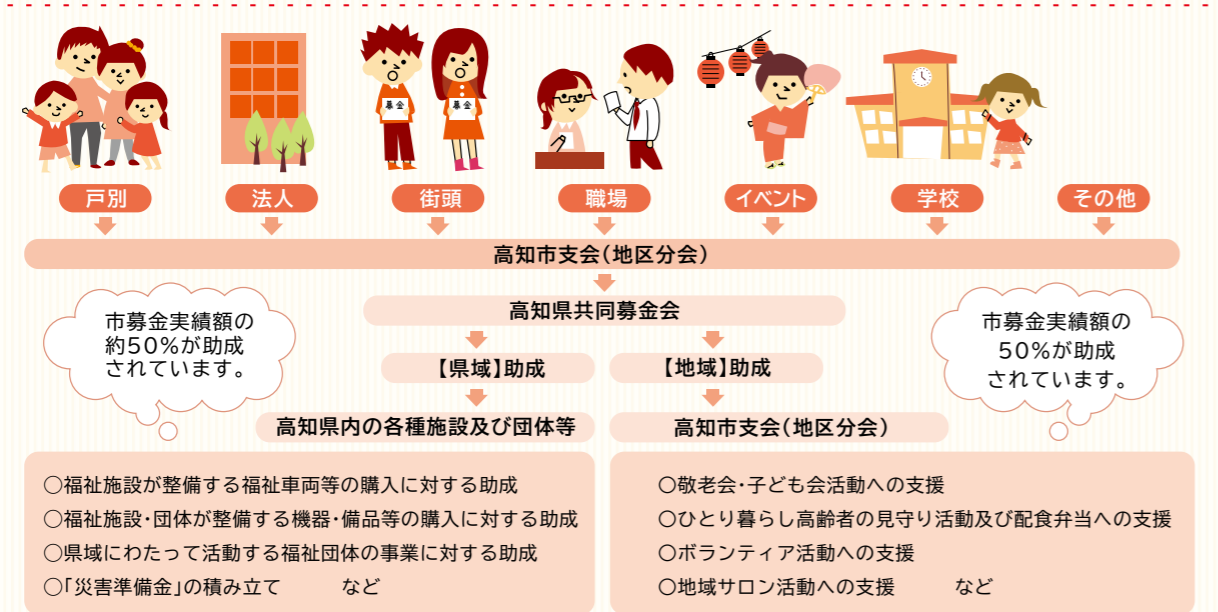 募金
募金
戸別
法人
街頭
職場
イベント
学校
その他
高知市支会(地区分会)
高知県共同募金会
市募金実績額の
約50%が助成
されています。
市募金実績額の
50%が助成
されています。
【県域】助成
【地域】助成
高知県内の各種施設及び団体等
高知市支会(地区分会)
○福祉施設が整備する福祉車両等の購入に対する助成
○福祉施設・団体が整備する機器・備品等の購入に対する助成
○県域にわたって活動する福祉団体の事業に対する助成
○「災害準備金」の積み立て　　　など
○敬老会・子ども会活動への支援
○ひとり暮らし高齢者の見守り活動及び配食弁当への支援
○ボランティア活動への支援
○地域サロン活動への支援　　　など